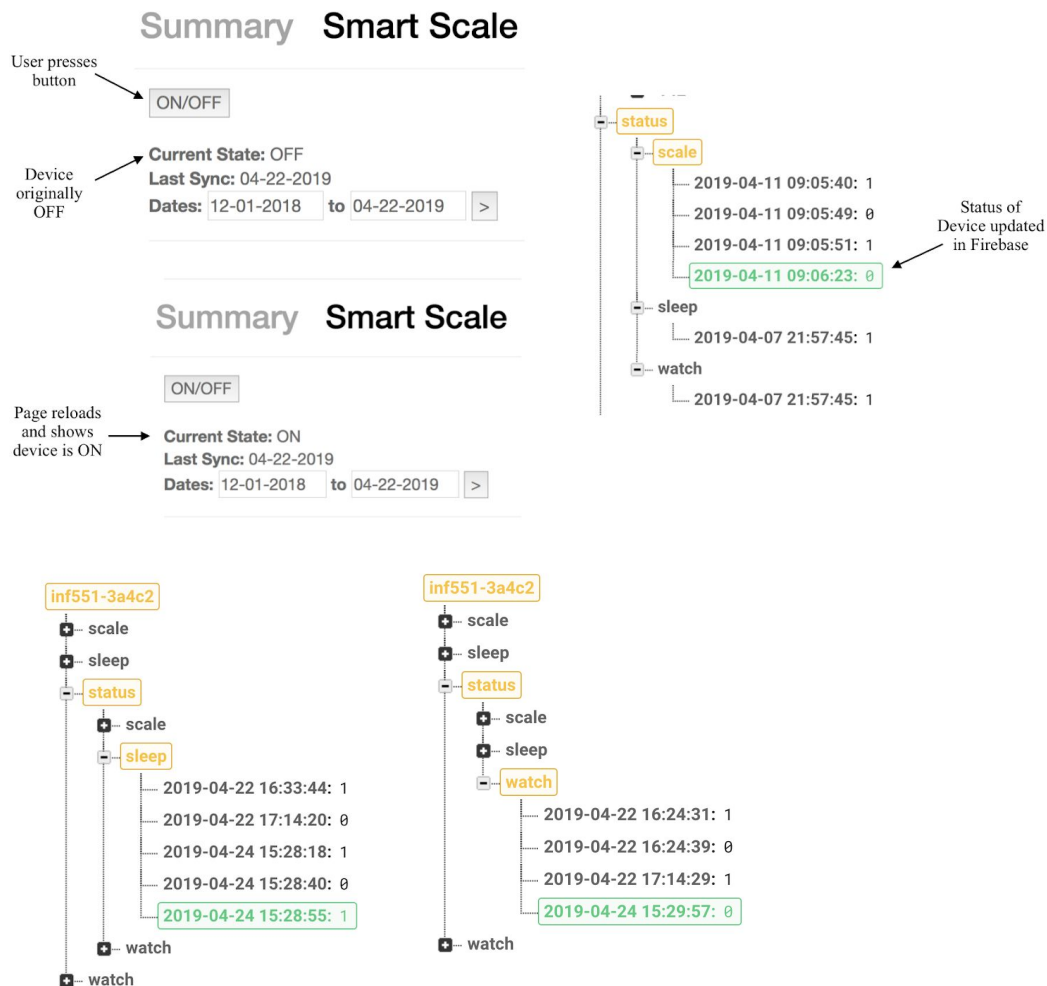 Summary Smart Scale
User presses
button
ON/OFF
Device
originally
OFF
Current State: OFF
Last Sync: 04-22-2019
Dates: 12-01-2018 to 04-22-2019 >
status
scale
2019-04-11 09:05:40: 1
2019-04-11 09:05:49: 0
2019-04-11 09:05:51: 1
2019-04-11 09:06:23: 0
Status of
Device updated
in Firebase
sleep
2019-04-07 21:57:45: 1
watch
2019-04-07 21:57:45: 1
Summary Smart Scale
ON/OFF
Page reloads
and shows
device is ON
Current State: ON
Last Sync: 04-22-2019
Dates: 12-01-2018 to 04-22-2019 >
inf551-3a4c2
scale
sleep
status
scale
sleep
2019-04-22 16:33:44: 1
2019-04-22 17:14:20: 0
2019-04-24 15:28:18: 1
2019-04-24 15:28:40: 0
2019-04-24 15:28:55: 1
watch
watch
inf551-3a4c2
scale
sleep
status
scale
sleep
watch
2019-04-22 16:24:31: 1
2019-04-22 16:24:39: 0
2019-04-22 17:14:29: 1
2019-04-24 15:29:57: 0
watch